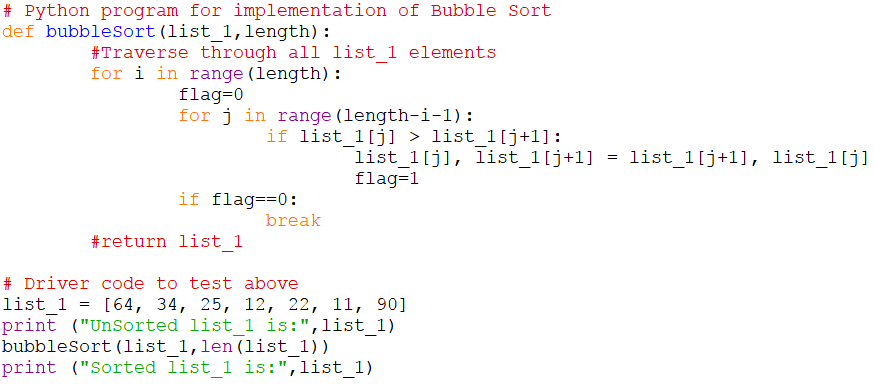 # Python program for implementation of Bubble Sort
def bubbleSort(list_1,length):
        #Traverse through all list_1 elements
        for i in range(length):
                flag=0
                for j in range(length-i-1):
                        if list_1[j] > list_1[j+1]:
                                list_1[j], list_1[j+1] = list_1[j+1], list_1[j]
                                flag=1
                if flag==0:
                        break
        #return list_1

# Driver code to test above
list_1 = [64, 34, 25, 12, 22, 11, 90]
print ("UnSorted list_1 is:",list_1)
bubbleSort(list_1,len(list_1))
print ("Sorted list_1 is:",list_1)